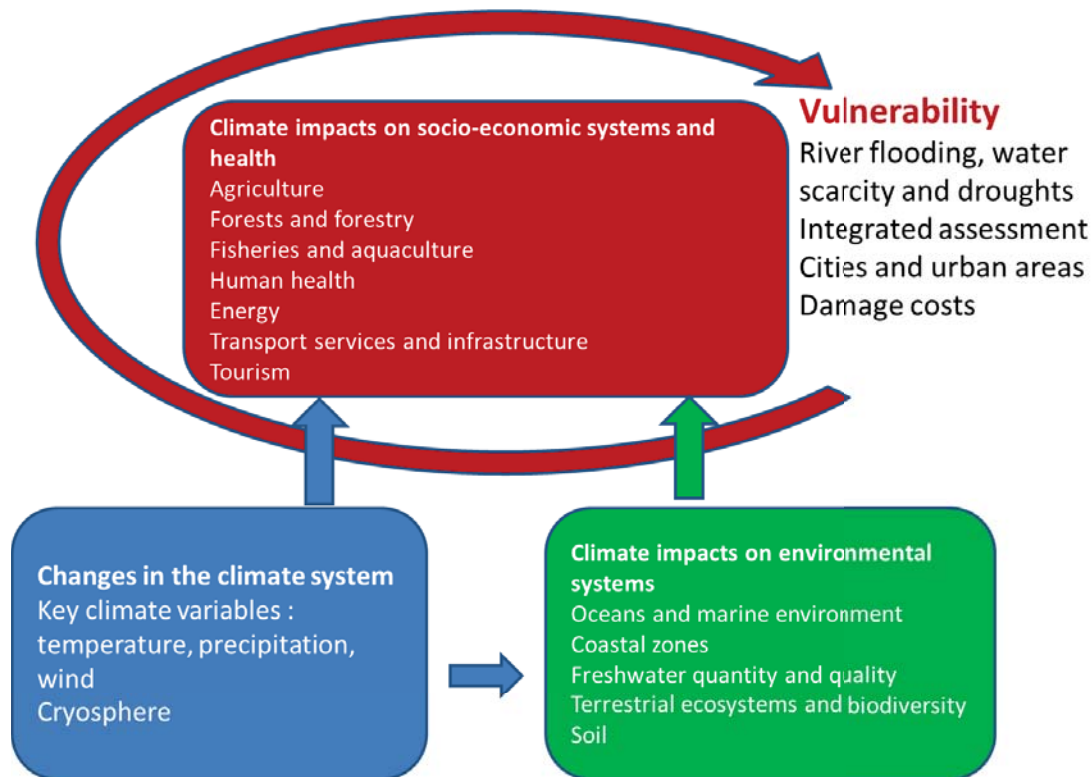 Climate impacts on socio-economic systems and
health
Agriculture
Forests and forestry
Fisheries and aquaculture
Human health
Energy
Transport services and infrastructure
Tourism
Vulnerability
River flooding, water
scarcity and droughts
Integrated assessment
Cities and urban areas
Damage costs
Changes in the climate system
Key climate variables :
temperature, precipitation,
wind
Cryosphere
Climate impacts on environmental
systems
Oceans and marine environment
Coastal zones
Freshwater quantity and quality
Terrestrial ecosystems and biodiversity
Soil